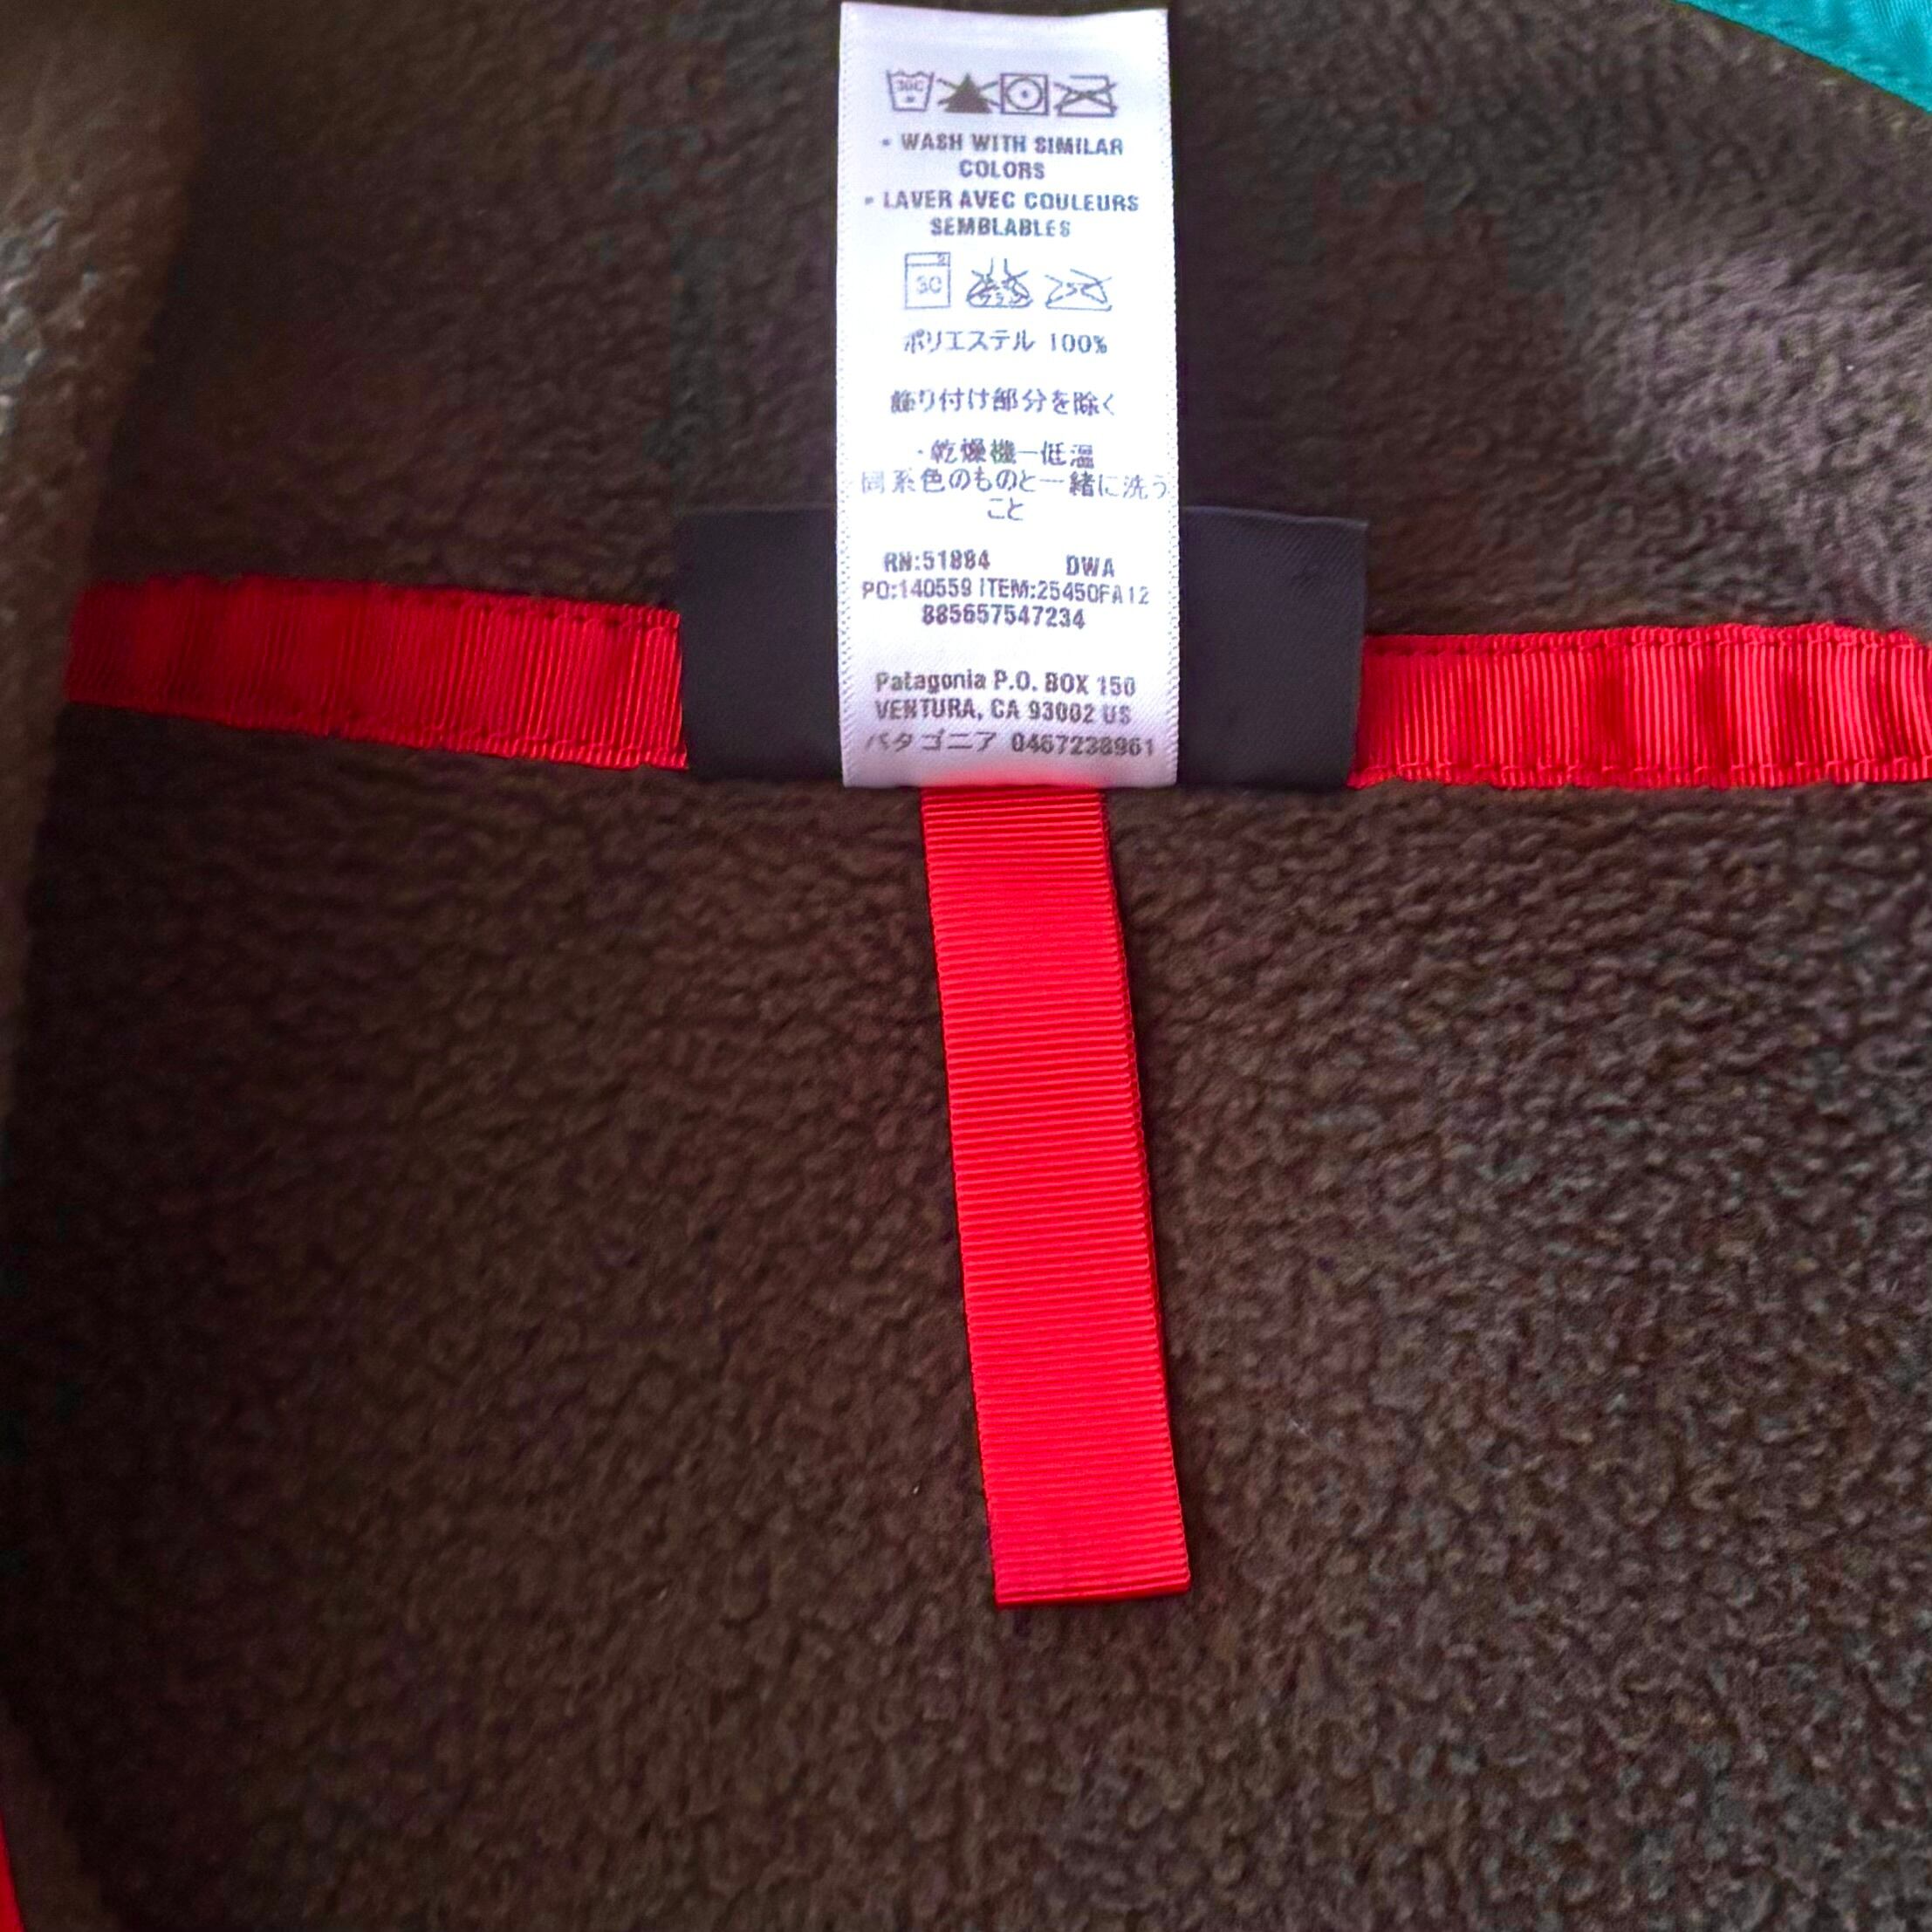 30C
• WASH WITH SIMILAR
COLORS
• LAVER AVEC COULEURS
SEMBLABLES
30
ポリエステル 100%
飾り付け部分を除く
・乾燥機ー低温
同系色のものと一緒に洗う
こと
RN:51884 DWA
PO:140559 ITEM:25450FA12
885657547234
Patagonia P.O. BOX 150
VENTURA, CA 93002 US
パタゴニア 0467238961